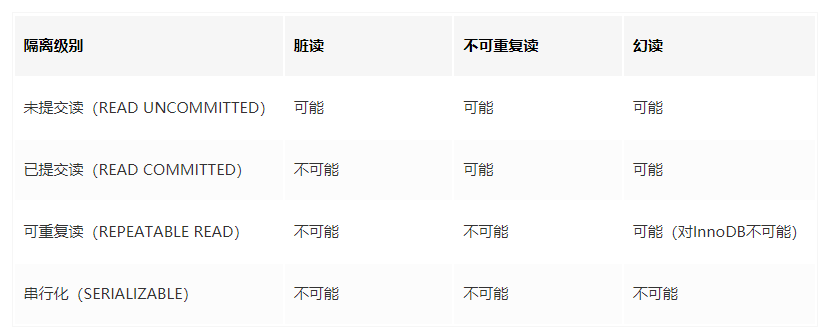 隔离级别 脏读 不可重复读 幻读
未提交读（READ UNCOMMITTED） 可能 可能 可能
已提交读（READ COMMITTED） 不可能 可能 可能
可重复读（REPEATABLE READ） 不可能 不可能 可能（对InnoDB不可能）
串行化（SERIALIZABLE） 不可能 不可能 不可能